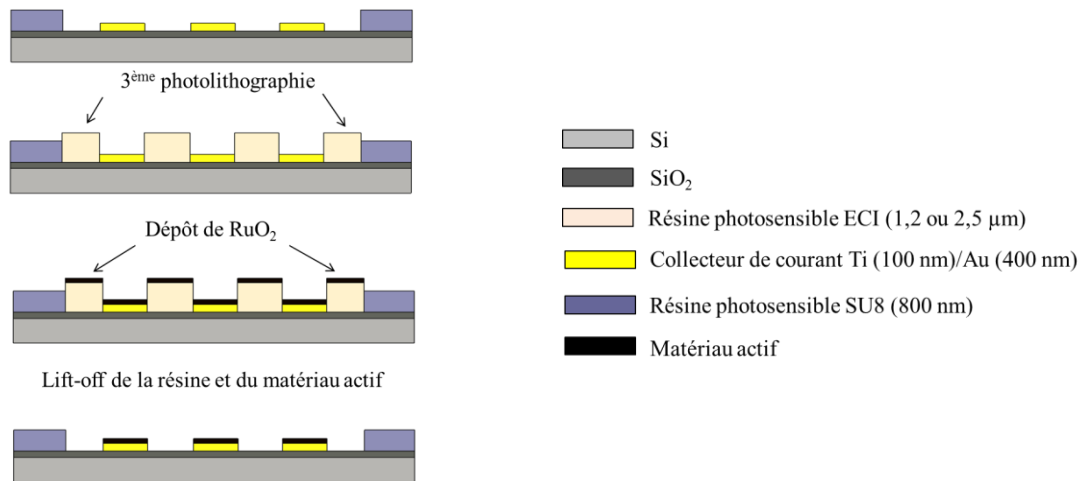 3ème photolithographie
Dépôt de RuO2
Lift-off de la résine et du matériau actif
Si
SiO2
Résine photosensible ECI (1,2 ou 2,5 µm)
Collecteur de courant Ti (100 nm)/Au (400 nm)
Résine photosensible SU8 (800 nm)
Matériau actif